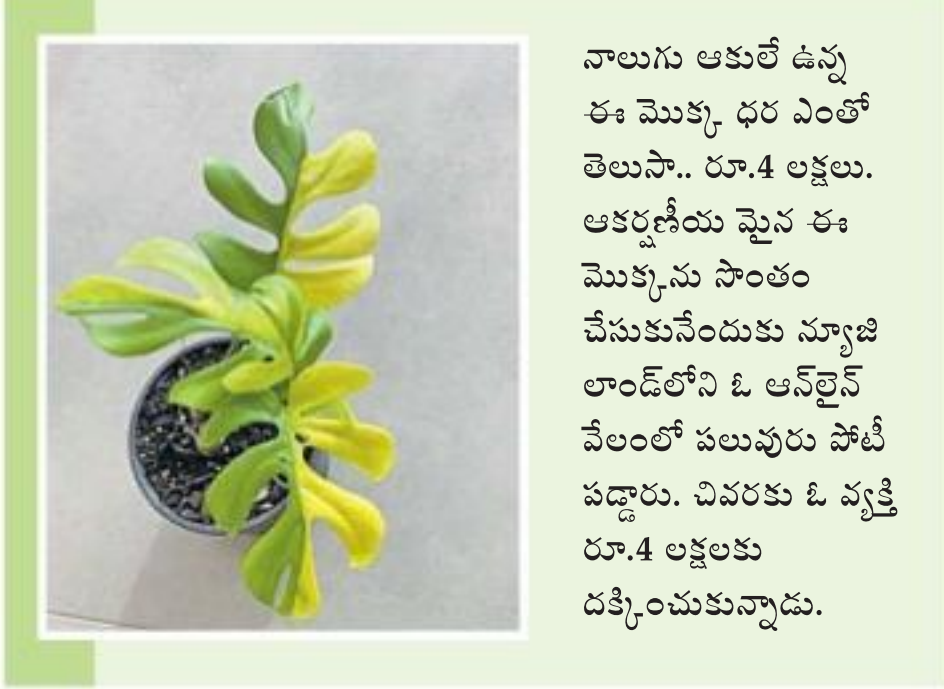 నాలుగు ఆకులే ఉన్న
ఈ మొక్క ధర ఎంతో
తెలుసా.. రూ.4 లక్షలు.
ఆకర్షణీయ మైన ఈ
మొక్కను సొంతం
చేసుకునేందుకు న్యూజి
లాండ్‌లోని ఓ ఆన్‌లైన్
వేలంలో పలువురు పోటీ
పడ్డారు. చివరకు ఓ వ్యక్తి
రూ.4 లక్షలకు
దక్కించుకున్నాడు.